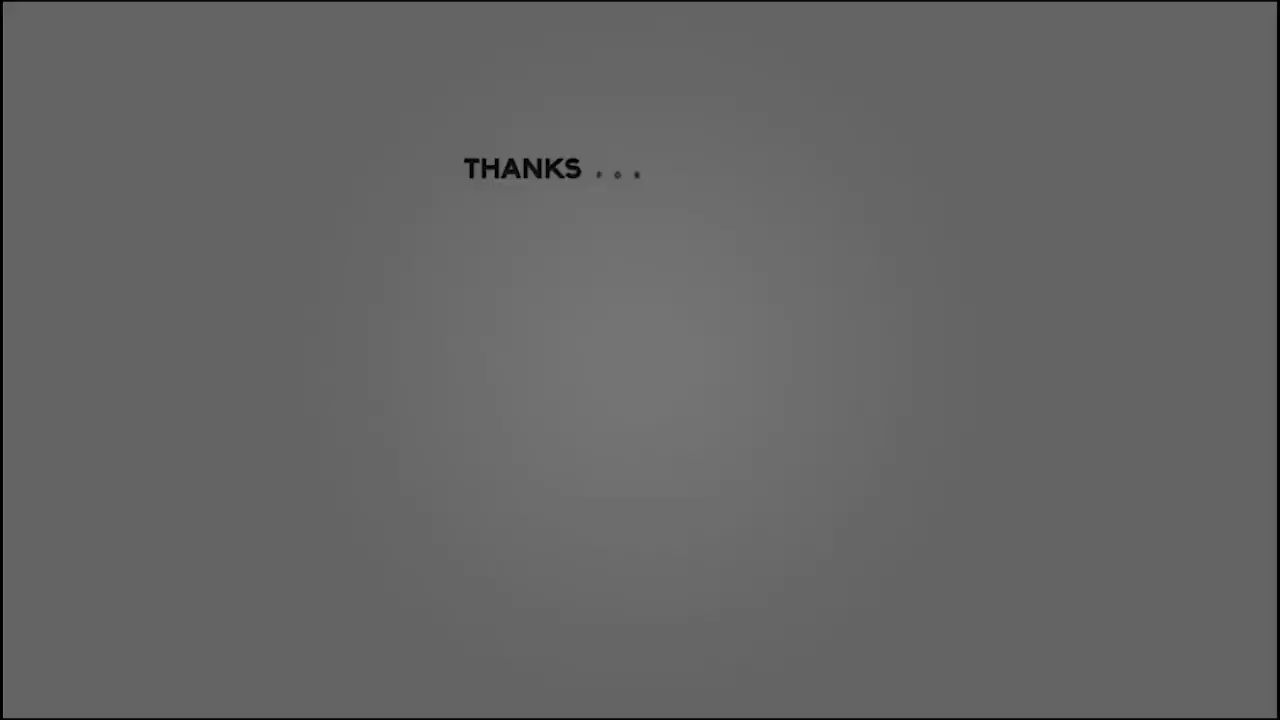 THANKS . . .